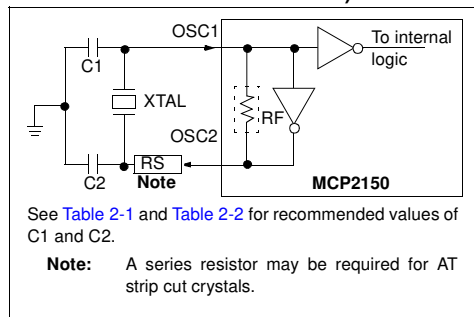 OSC1
To internal
logic
C1
XTAL
RF
OSC2
RS
C2
Note
MCP2150
See Table 2-1 and Table 2-2 for recommended values of
C1 and C2.
Note: A series resistor may be required for AT
strip cut crystals.